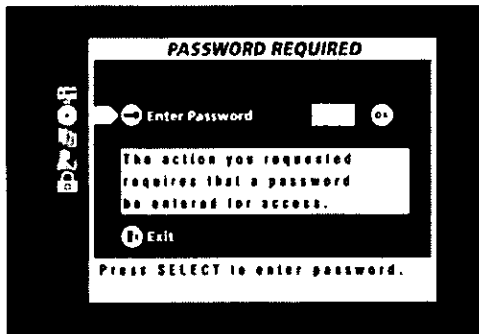 PASSWORD REQUIRED
Enter Password
OK
The action you requested
requires that a password
be entered for access.
Exit
Press SELECT to enter password.